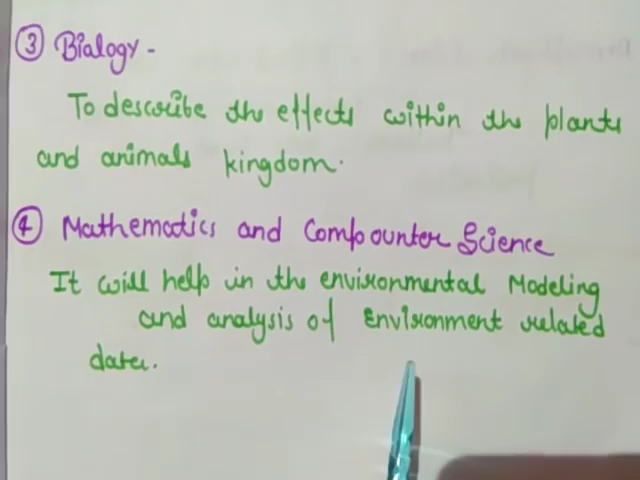 ③ Bialogy -
To describe the effects within the plants
and animals kingdom.
④ Mathematics and Compounter Science
It will help in the environmental Modeling
and analysis of Environment related
data.